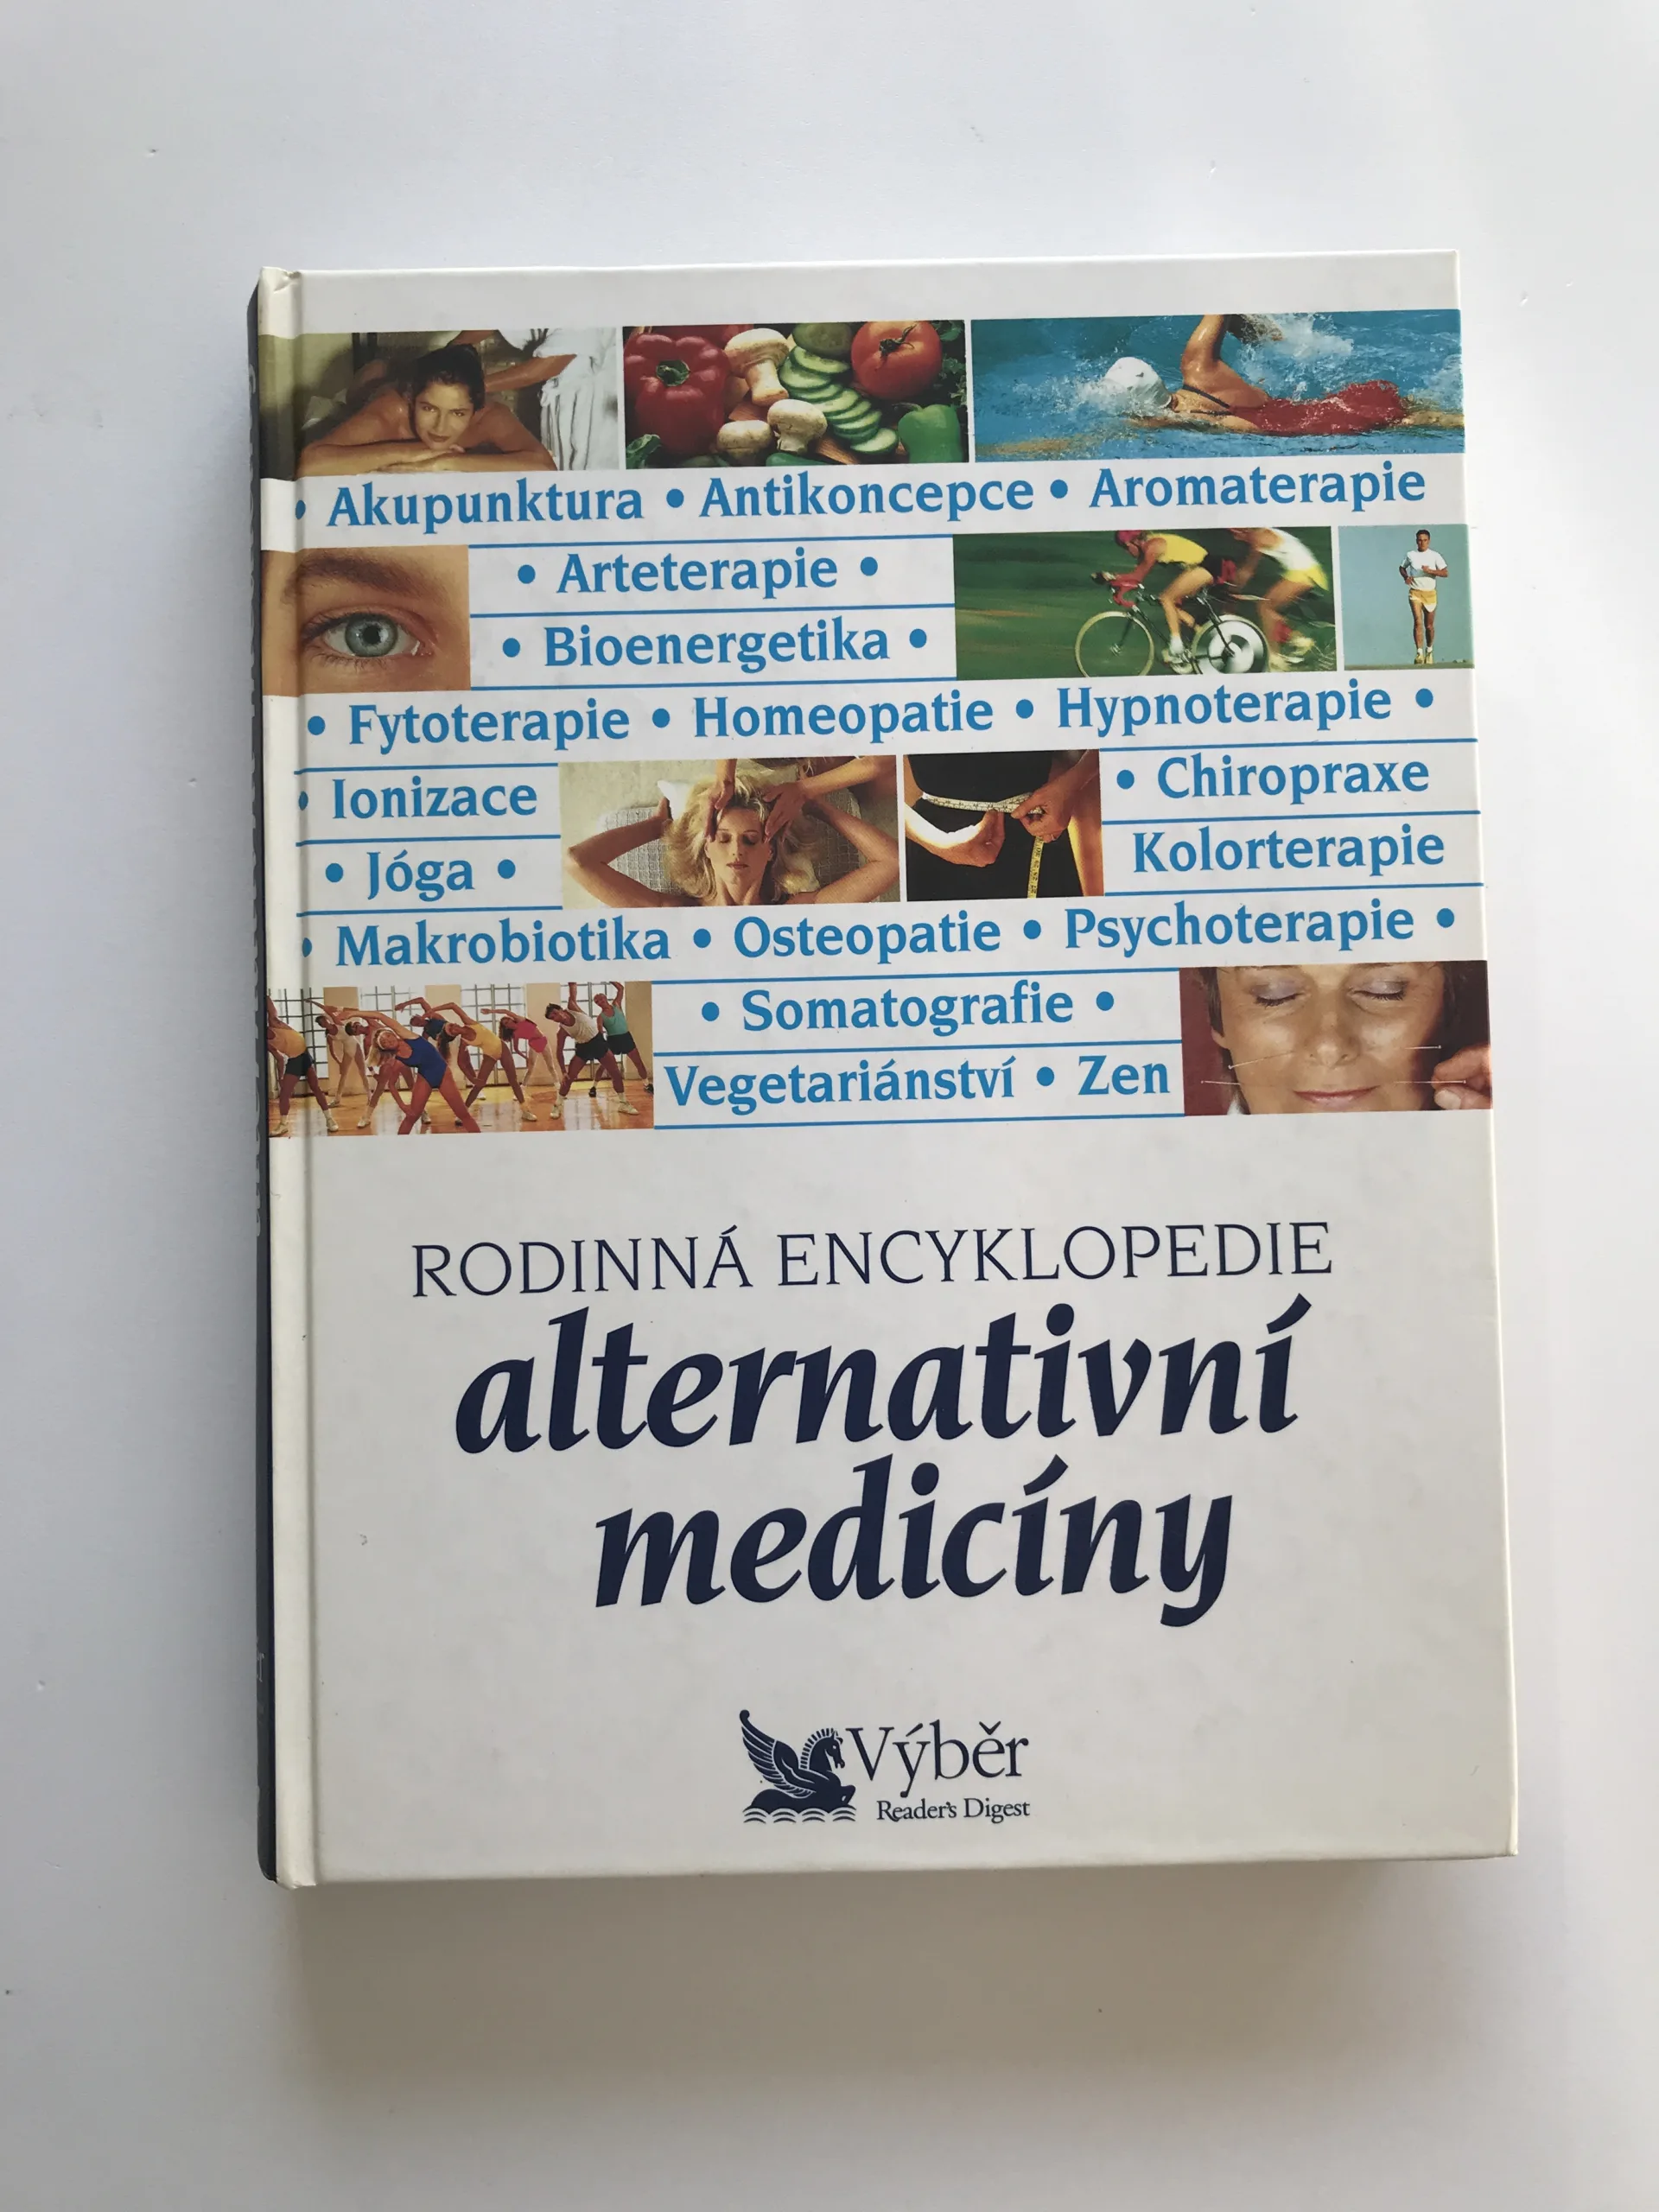 • Akupunktura • Antikoncepce • Aromaterapie
• Arteterapie •
• Bioenergetika •
• Fytoterapie • Homeopatie • Hypnoterapie •
• Ionizace
• Chiropraxe
• Jóga •
Kolorterapie
• Makrobiotika • Osteopatie • Psychoterapie •
• Somatografie •
Vegetariánství • Zen
RODINNÁ ENCYKLOPEDIE
alternativní
medicíny
Výběr
Reader's Digest